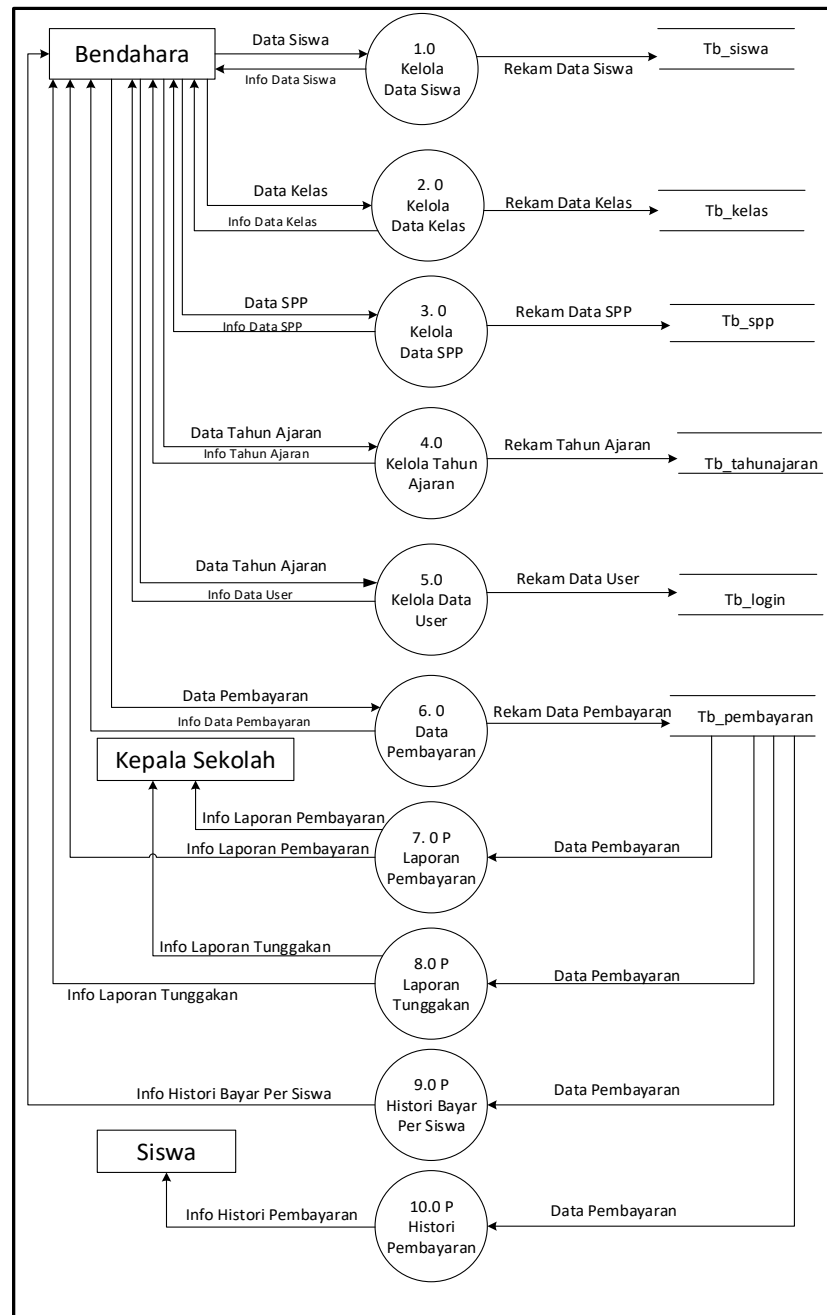 Bendahara
Data Siswa
Info Data Siswa
1.0
Kelola
Data Siswa
Rekam Data Siswa
Tb_siswa
Data Kelas
Info Data Kelas
2. 0
Kelola
Data Kelas
Rekam Data Kelas
Tb_kelas
Data SPP
Info Data SPP
3. 0
Kelola
Data SPP
Rekam Data SPP
Tb_spp
Data Tahun Ajaran
Info Tahun Ajaran
4.0
Kelola Tahun
Ajaran
Rekam Tahun Ajaran
Tb_tahunajaran
Data Tahun Ajaran
Info Data User
5.0
Kelola Data
User
Rekam Data User
Tb_login
Data Pembayaran
Info Data Pembayaran
6. 0
Data
Pembayaran
Rekam Data Pembayaran
Tb_pembayaran
Kepala Sekolah
Info Laporan Pembayaran
Info Laporan Pembayaran
7. 0 P
Laporan
Pembayaran
Data Pembayaran
Info Laporan Tunggakan
Info Laporan Tunggakan
8.0 P
Laporan
Tunggakan
Data Pembayaran
Info Histori Bayar Per Siswa
9.0 P
Histori Bayar
Per Siswa
Data Pembayaran
Siswa
Info Histori Pembayaran
10.0 P
Histori
Pembayaran
Data Pembayaran